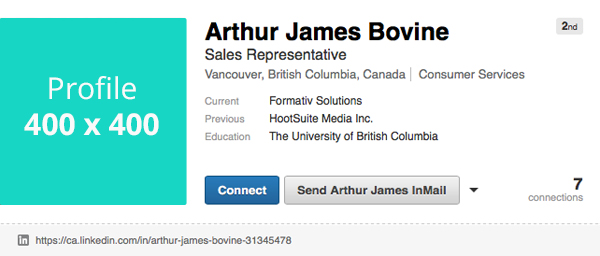 Profile
400 x 400
Arthur James Bovine
2nd
Sales Representative
Vancouver, British Columbia, Canada | Consumer Services
Current Formativ Solutions
Previous HootSuite Media Inc.
Education The University of British Columbia
Connect Send Arthur James InMail
7
connections
in https://ca.linkedin.com/in/arthur-james-bovine-31345478